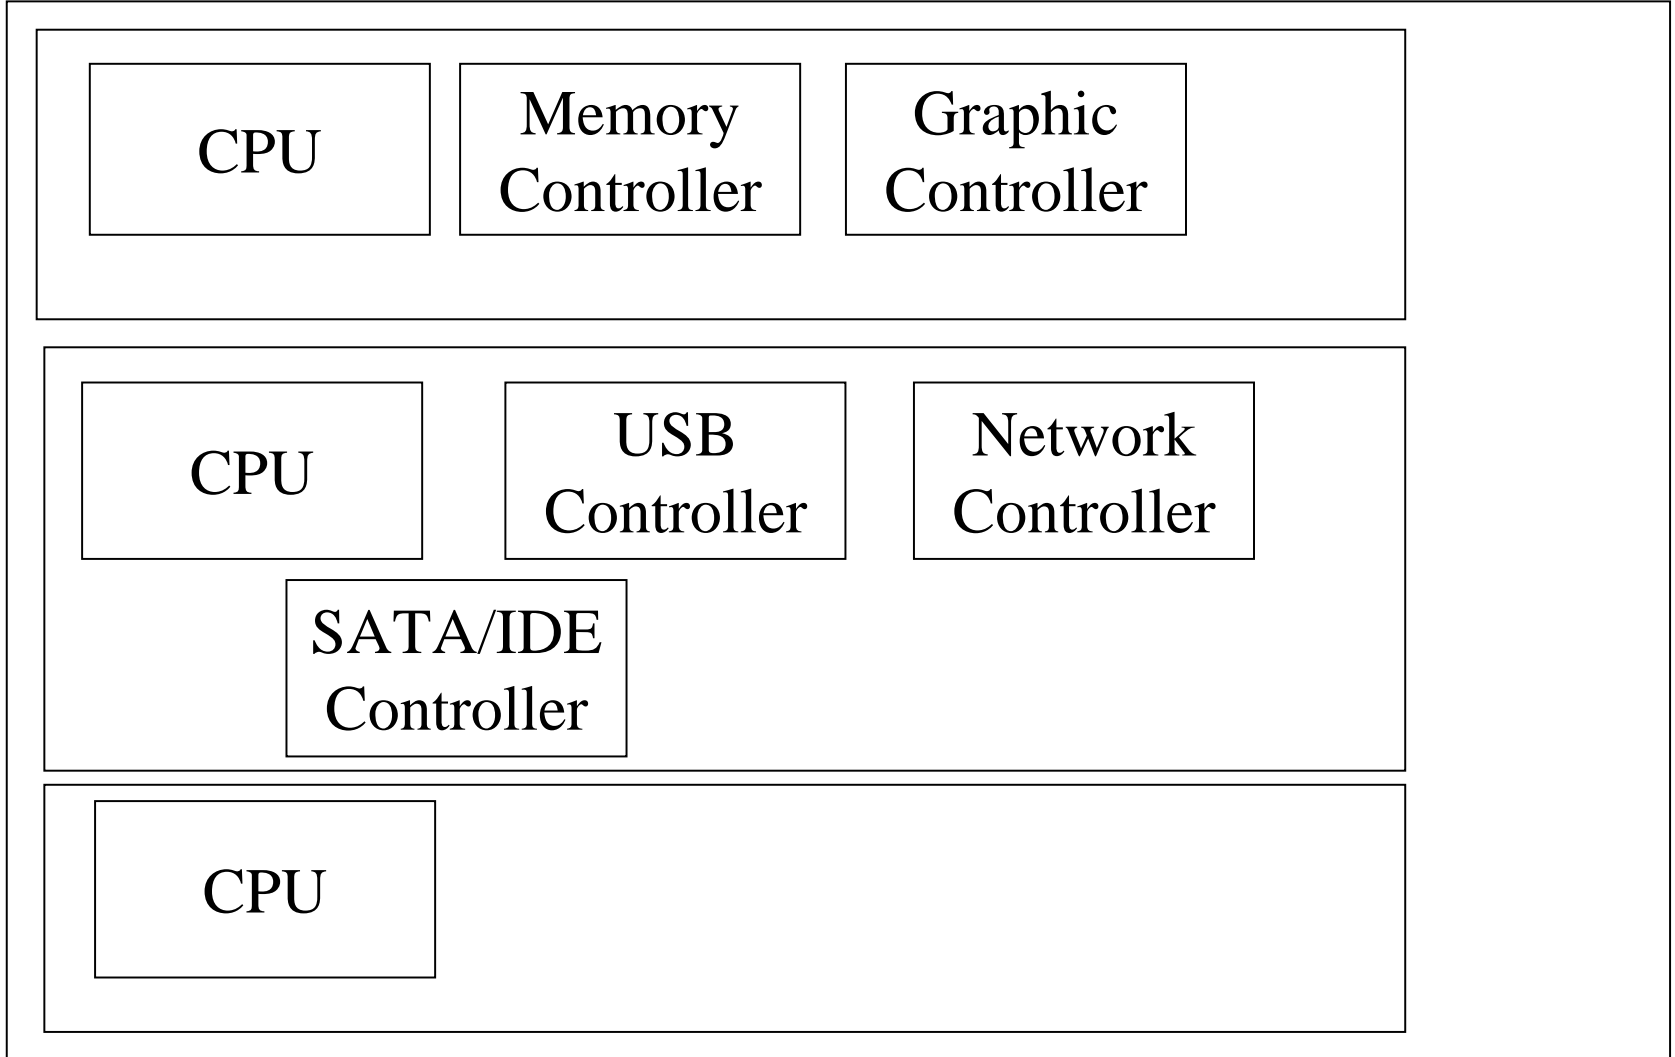 CPU
Memory
Controller
Graphic
Controller
CPU
USB
Controller
Network
Controller
SATA/IDE
Controller
CPU